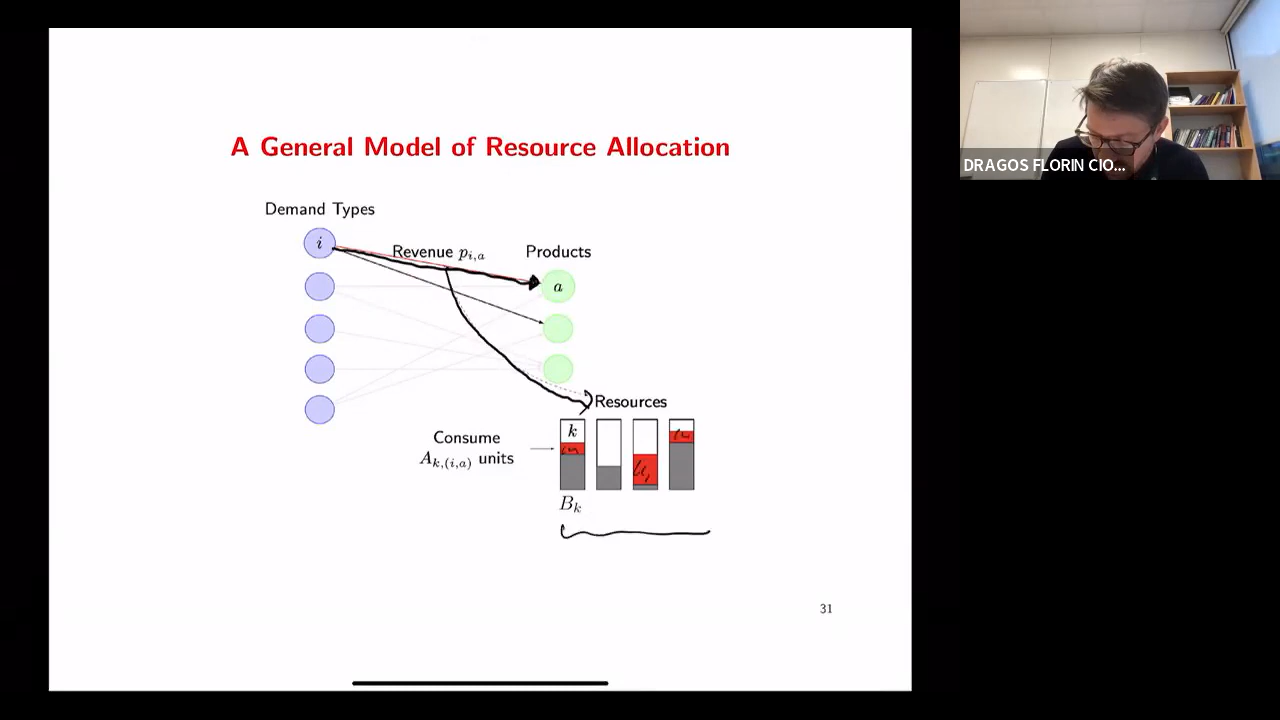 A General Model of Resource Allocation
Demand Types
i
Revenue p_{i,a}
Products
a
Resources
k
Consume
A_{k,(i,a)} units
B_k
31
DRAGOS FLORIN CIO...